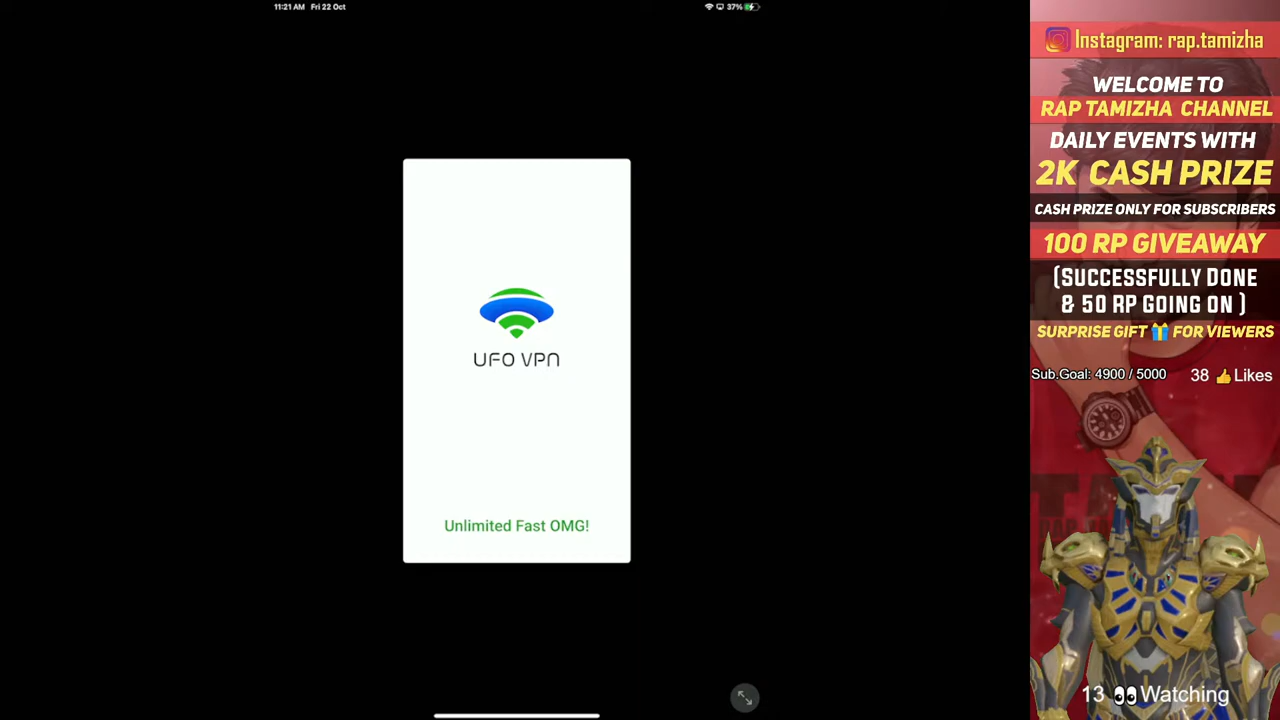 11:21 AM Fri 22 Oct
37%
UFO VPN
Unlimited Fast OMG!
Instagram: rap.tamizha
WELCOME TO
RAP TAMIZHA CHANNEL
DAILY EVENTS WITH
2K CASH PRIZE
CASH PRIZE ONLY FOR SUBSCRIBERS
100 RP GIVEAWAY
(SUCCESSFULLY DONE
& 50 RP GOING ON )
SURPRISE GIFT 🎁 FOR VIEWERS
Sub.Goal: 4900 / 5000
38 👍Likes
13 👀Watching